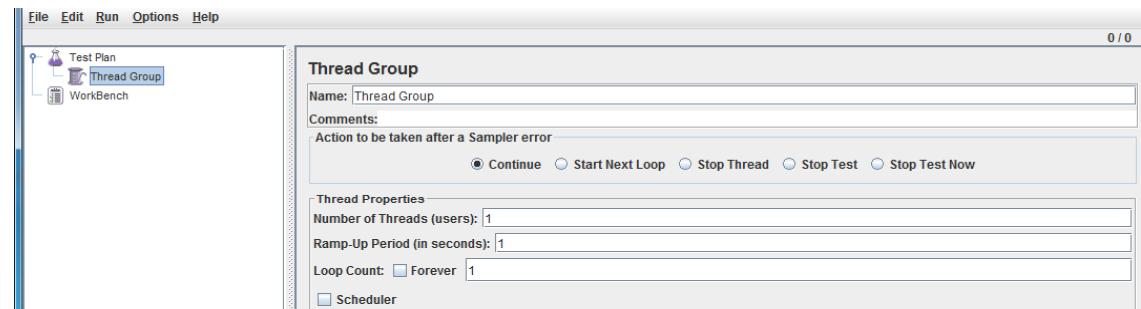 File Edit Run Options Help
0 / 0
Test Plan
Thread Group
WorkBench
Thread Group
Name: Thread Group
Comments:
Action to be taken after a Sampler error
Continue Start Next Loop Stop Thread Stop Test Stop Test Now
Thread Properties
Number of Threads (users): 1
Ramp-Up Period (in seconds): 1
Loop Count: Forever 1
Scheduler